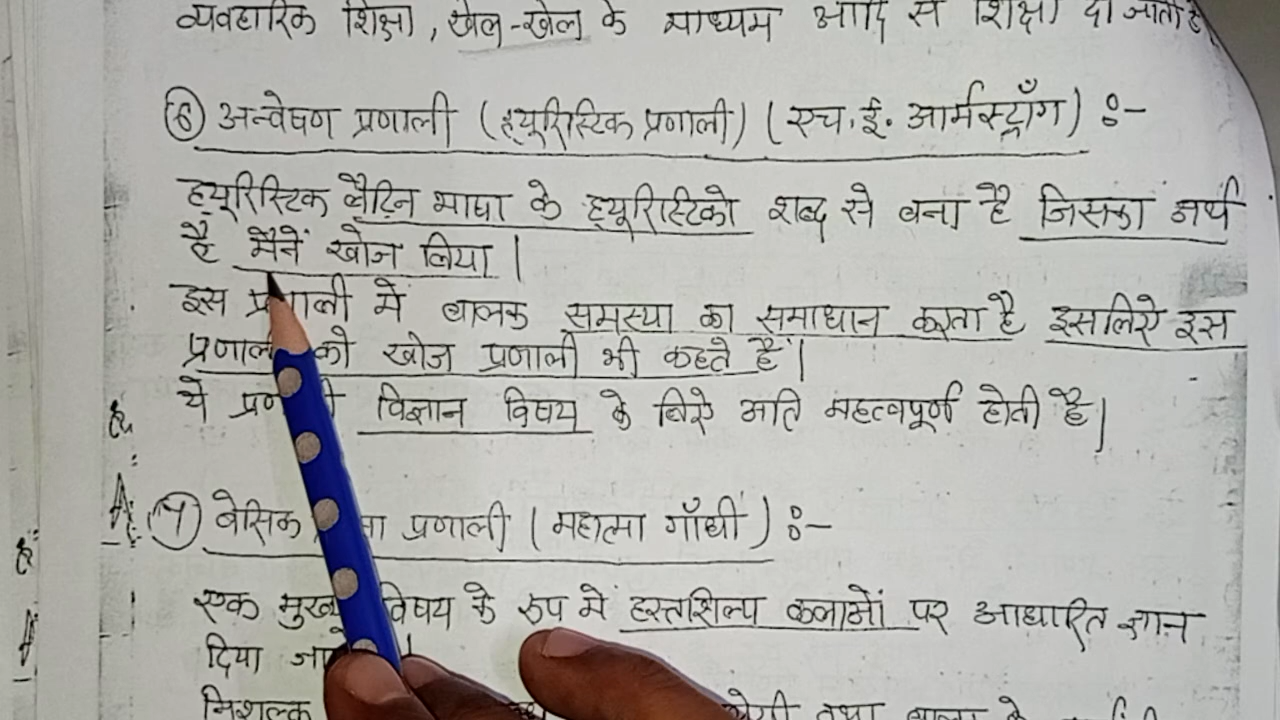 व्यवहारिक शिक्षा, खेल-खेल के माध्यम आदि से शिक्षा दी जाती है
⑥ अन्वेषण प्रणाली (ह्यूरिस्टिक प्रणाली) (एच.ई. आर्मस्ट्राँग) :-
ह्यूरिस्टिक लैटिन भाषा के ह्यूरिस्टिको शब्द से बना है जिसका अर्थ
है मैनें खोज लिया |
इस प्रणाली में बालक समस्या का समाधान करता है इसलिऐ इस
प्रणाली को खोज प्रणाली भी कहते हैं |
ये विज्ञान विषय के लिऐ अति महत्वपूर्ण होती है |
(7) बेसिक प्रणाली (महात्मा गाँधी) :-
एक मुख्य विषय के रूप में हस्तशिल्प कलाओं पर आधारित ज्ञान
दिया
निशुल्क तथा